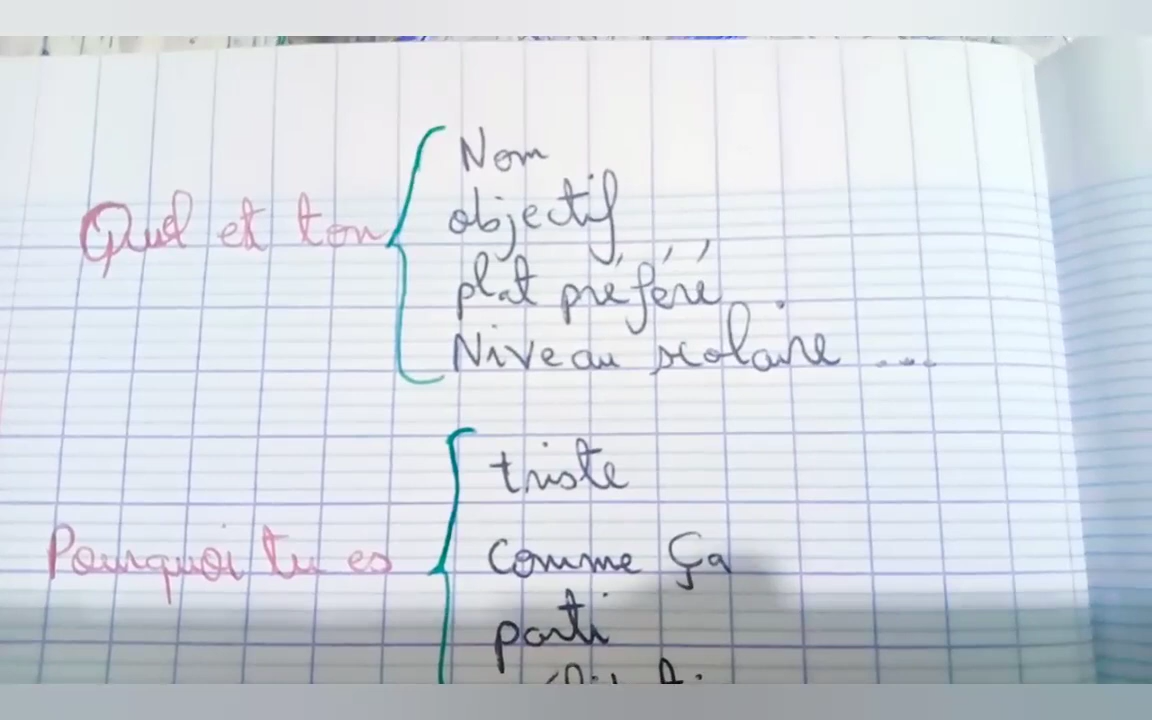 Quel et ton
Nom
objectif
plat préféré
Niveau scolaire ...
Pourquoi tu es
triste
comme ça
parti